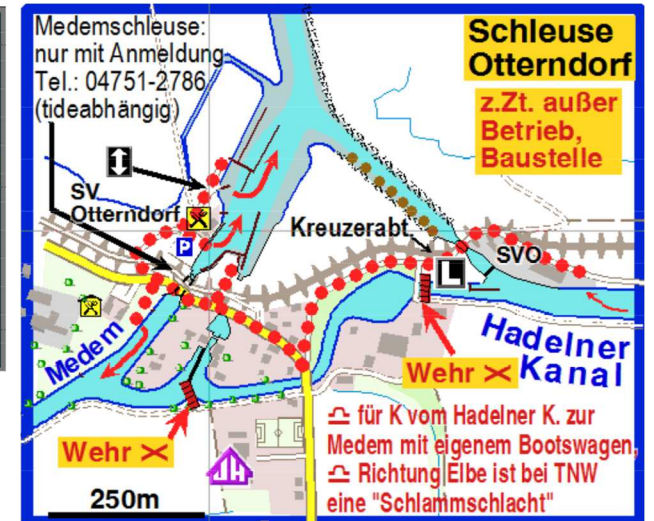 Medemschleuse:
nur mit Anmeldung
Tel.: 04751-2786
(tideabhängig)
Schleuse
Otterndorf
z.Zt. außer
Betrieb,
Baustelle
SV
Otterndorf
P
Kreuzerabt.
L
SVO
Medem
Hadelner
Kanal
Wehr
Wehr
für K vom Hadelner K. zur
Medem mit eigenem Bootswagen,
Richtung Elbe ist bei TNW
eine "Schlammschlacht"
JH
250m